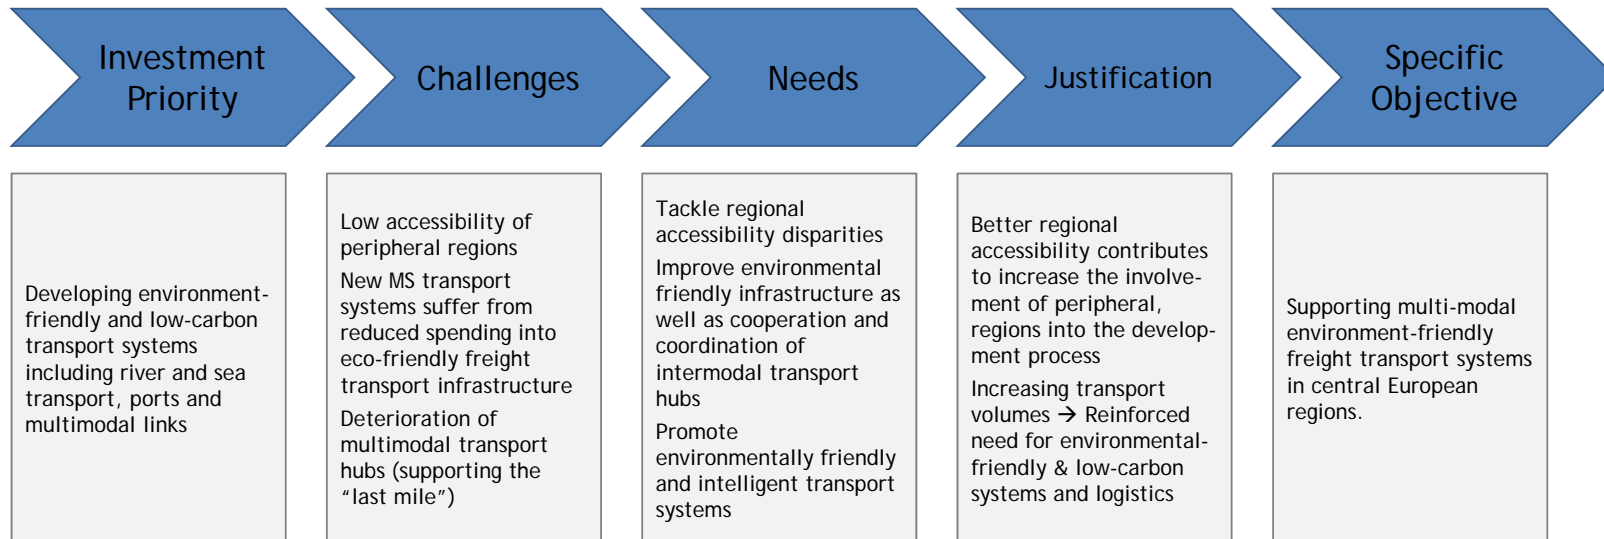 Investment
Priority
Challenges
Needs
Justification
Specific
Objective
Developing environment-
friendly and low-carbon
transport systems
including river and sea
transport, ports and
multimodal links
Low accessibility of
peripheral regions
New MS transport
systems suffer from
reduced spending into
eco-friendly freight
transport infrastructure
Deterioration of
multimodal transport
hubs (supporting the
“last mile”)
Tackle regional
accessibility disparities
Improve environmental
friendly infrastructure as
well as cooperation and
coordination of
intermodal transport
hubs
Promote
environmentally friendly
and intelligent transport
systems
Better regional
accessibility contributes
to increase the involve-
ment of peripheral,
regions into the develop-
ment process
Increasing transport
volumes → Reinforced
need for environmental-
friendly & low-carbon
systems and logistics
Supporting multi-modal
environment-friendly
freight transport systems
in central European
regions.